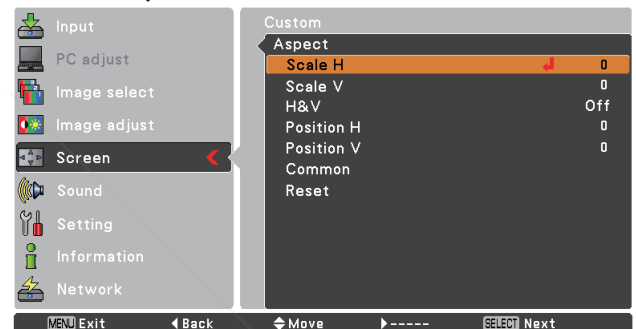 Input
PC adjust
Image select
Image adjust
Screen
Sound
Setting
Information
Network
Custom
Aspect
Scale H 0
Scale V 0
H&V Off
Position H 0
Position V 0
Common
Reset
MENU Exit Back Move ----- SELECT Next